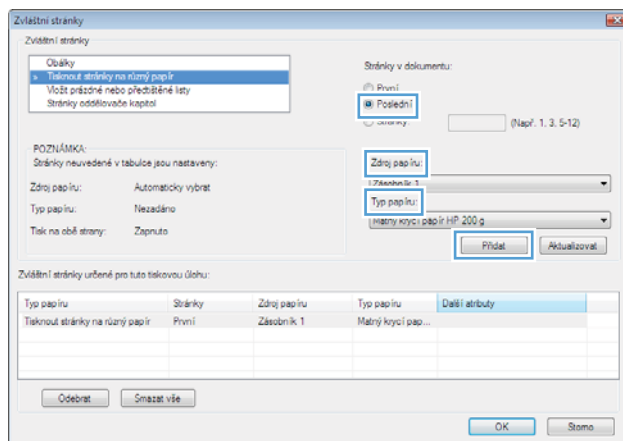 Zvláštní stránky
Zvláštní stránky
Obálky
» Tisknout stránky na různý papír
Vložit prázdné nebo předtištěné listy
Stránky oddělovače kapitol
Stránky v dokumentu:
První
Poslední
Stránky:
(Např. 1, 3, 5-12)
POZNÁMKA:
Stránky neuvedené v tabulce jsou nastaveny:
Zdroj papíru: Automaticky vybrat
Typ papíru: Nezadáno
Tisk na obě strany: Zapnuto
Zdroj papíru:
Zásobník 1
Typ papíru:
Matný krycí papír HP 200 g
Přidat Aktualizovat
Zvláštní stránky určené pro tuto tiskovou úlohu:
Typ papíru Stránky Zdroj papíru Typ papíru Další atributy
Tisknout stránky na různý papír První Zásobník 1 Matný krycí pap...
Odebrat Smazat vše
OK Storno